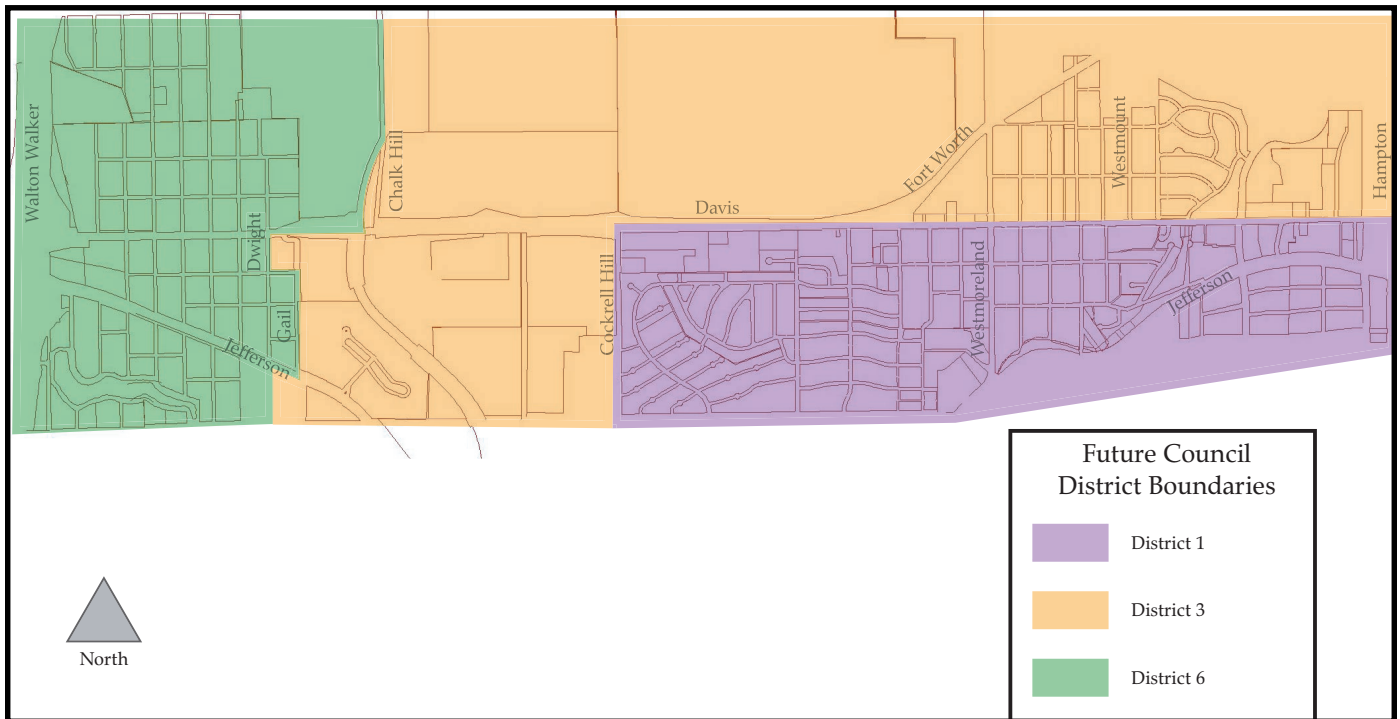 Walton Walker
Dwight
Gail
Jefferson
Chalk Hill
Cockrell Hill
Davis
Fort Worth
Westmoreland
Westmount
Jefferson
Hampton
North
Future Council
District Boundaries
District 1
District 3
District 6